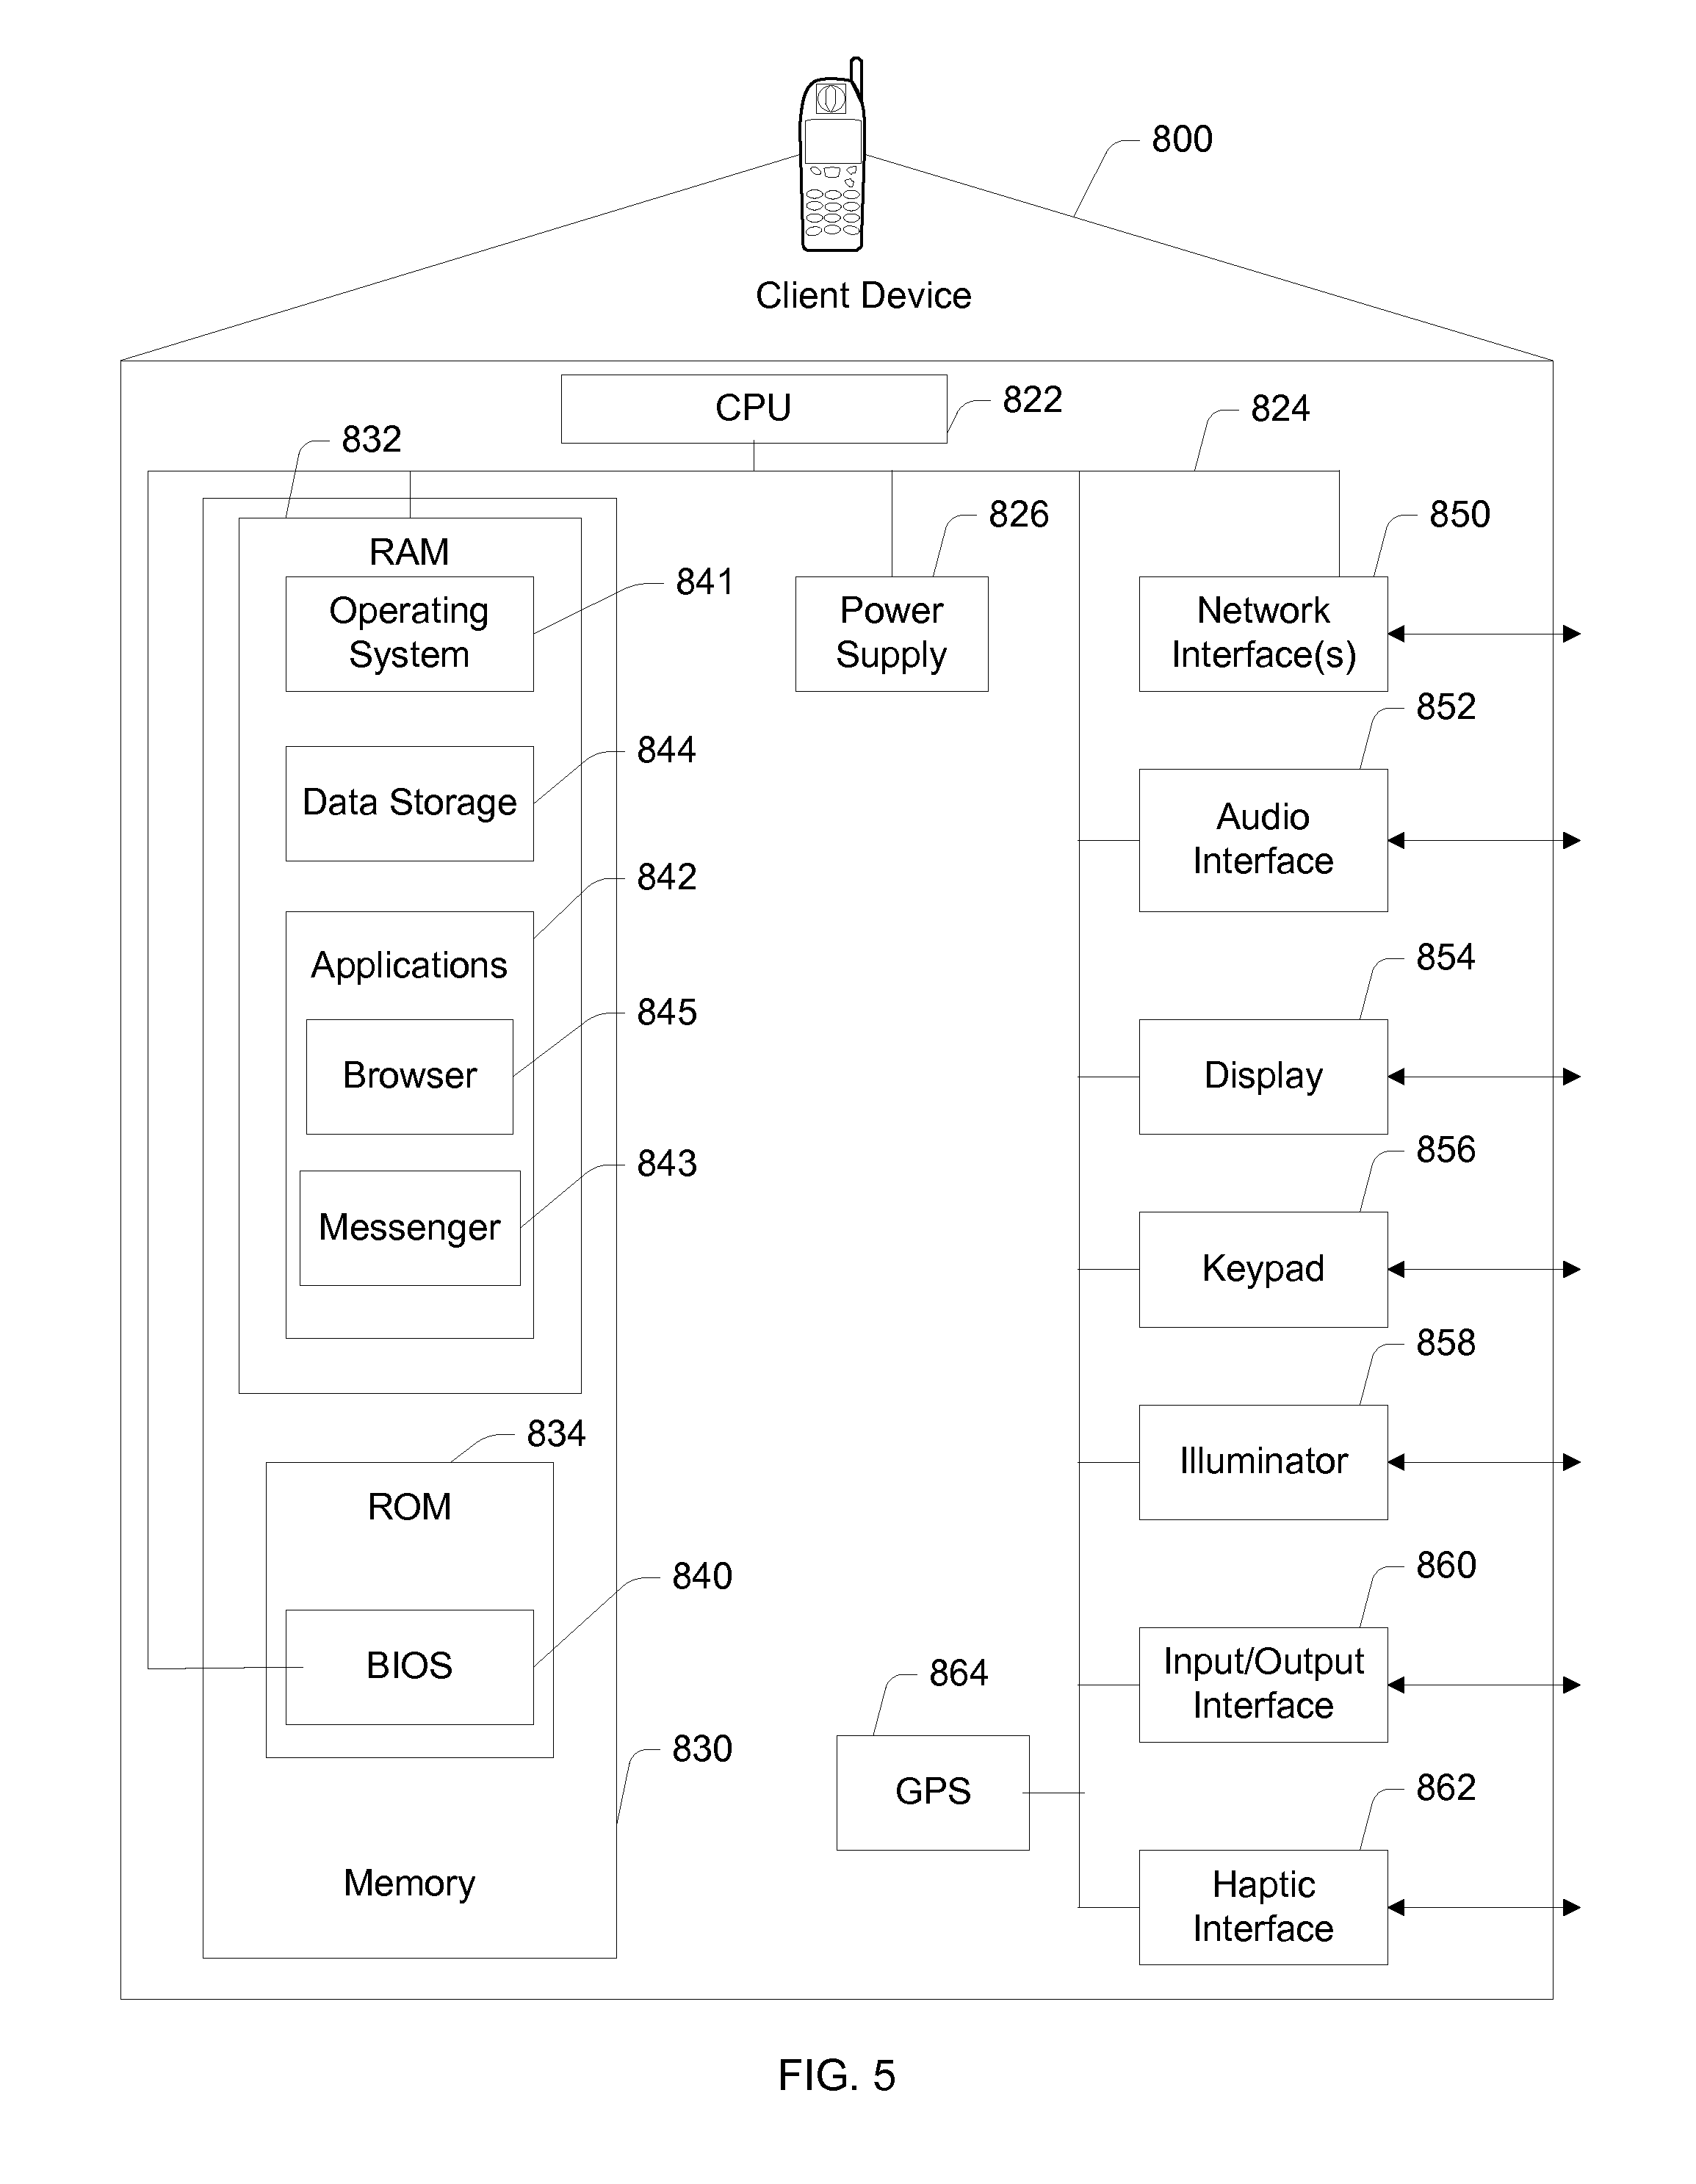 800
Client Device
CPU
822
824
832
RAM
Operating
System
841
826
Power
Supply
850
Network
Interface(s)
844
Data Storage
852
Audio
Interface
842
Applications
845
Browser
854
Display
843
Messenger
856
Keypad
858
Illuminator
834
ROM
840
BIOS
860
Input/Output
Interface
864
GPS
830
Memory
862
Haptic
Interface
FIG. 5